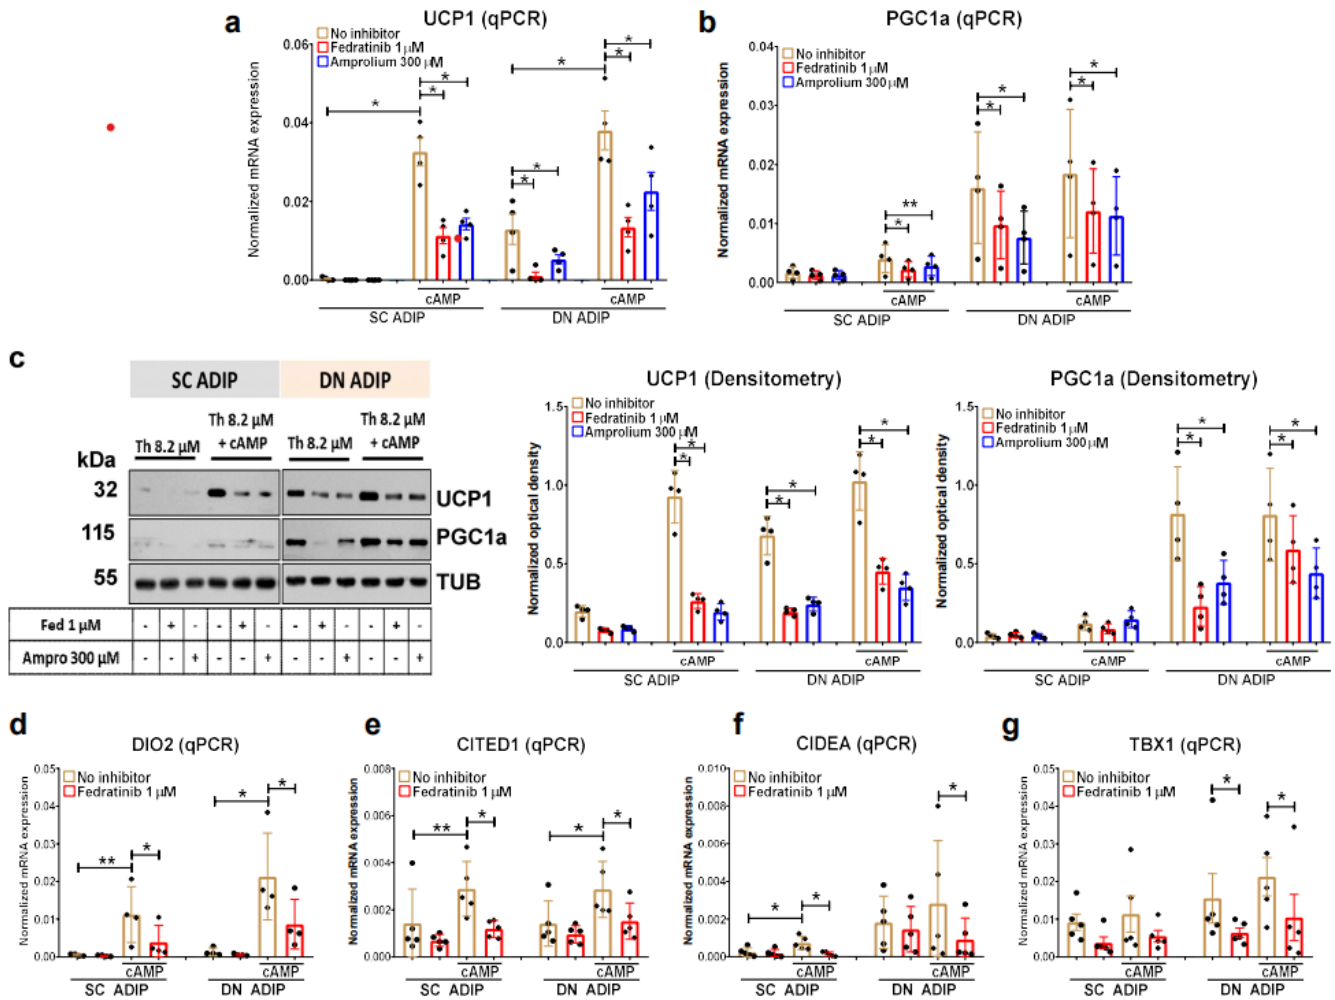 a
UCP1 (qPCR)
No inhibitor
Fedratinib 1 μM
Amprolium 300 μM
Normalized mRNA expression
0.06
0.04
0.02
0.00
*
*
*
*
*
*
*
*
cAMP
cAMP
SC ADIP
DN ADIP
b
PGC1a (qPCR)
No inhibitor
Fedratinib 1 μM
Amprolium 300 μM
Normalized mRNA expression
0.04
0.03
0.02
0.01
0.00
*
**
*
*
*
*
cAMP
cAMP
SC ADIP
DN ADIP
c
SC ADIP
DN ADIP
Th 8.2 μM
Th 8.2 μM + cAMP
Th 8.2 μM
Th 8.2 μM + cAMP
kDa
32
UCP1
115
PGC1a
55
TUB
Fed 1 μM - + - - + - - + - - + -
Ampro 300 μM - - + - - + - - + - - +
UCP1 (Densitometry)
No inhibitor
Fedratinib 1 μM
Amprolium 300 μM
Normalized optical density
1.5
1.0
0.5
0.0
*
*
*
*
*
*
cAMP
cAMP
SC ADIP
DN ADIP
PGC1a (Densitometry)
No inhibitor
Fedratinib 1 μM
Amprolium 300 μM
Normalized optical density
1.5
1.0
0.5
0.0
*
*
*
*
cAMP
cAMP
SC ADIP
DN ADIP
d
DIO2 (qPCR)
No inhibitor
Fedratinib 1 μM
Normalized mRNA expression
0.05
0.04
0.03
0.02
0.01
0.00
**
*
*
*
cAMP
cAMP
SC ADIP
DN ADIP
e
CITED1 (qPCR)
No inhibitor
Fedratinib 1 μM
Normalized mRNA expression
0.008
0.006
0.004
0.002
0.000
**
*
*
*
cAMP
cAMP
SC ADIP
DN ADIP
f
CIDEA (qPCR)
No inhibitor
Fedratinib 1 μM
Normalized mRNA expression
0.010
0.008
0.006
0.004
0.002
0.000
*
*
*
cAMP
cAMP
SC ADIP
DN ADIP
g
TBX1 (qPCR)
No inhibitor
Fedratinib 1 μM
Normalized mRNA expression
0.05
0.04
0.03
0.02
0.01
0.00
*
*
cAMP
cAMP
SC ADIP
DN ADIP